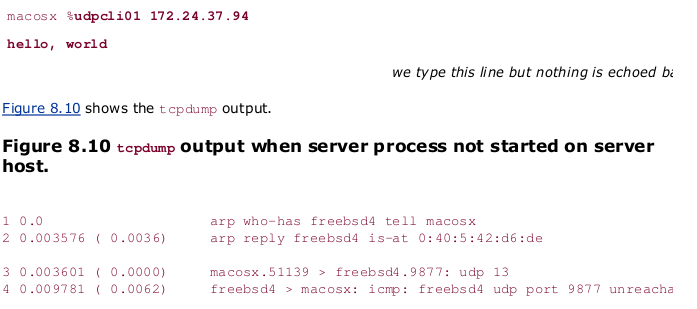 macosx %udpcli01 172.24.37.94
hello, world
we type this line but nothing is echoed
Figure 8.10 shows the tcpdump output.
Figure 8.10 tcpdump output when server process not started on server
host.
1 0.0 arp who-has freebsd4 tell macosx
2 0.003576 ( 0.0036) arp reply freebsd4 is-at 0:40:5:42:d6:de
3 0.003601 ( 0.0000) macosx.51139 > freebsd4.9877: udp 13
4 0.009781 ( 0.0062) freebsd4 > macosx: icmp: freebsd4 udp port 9877